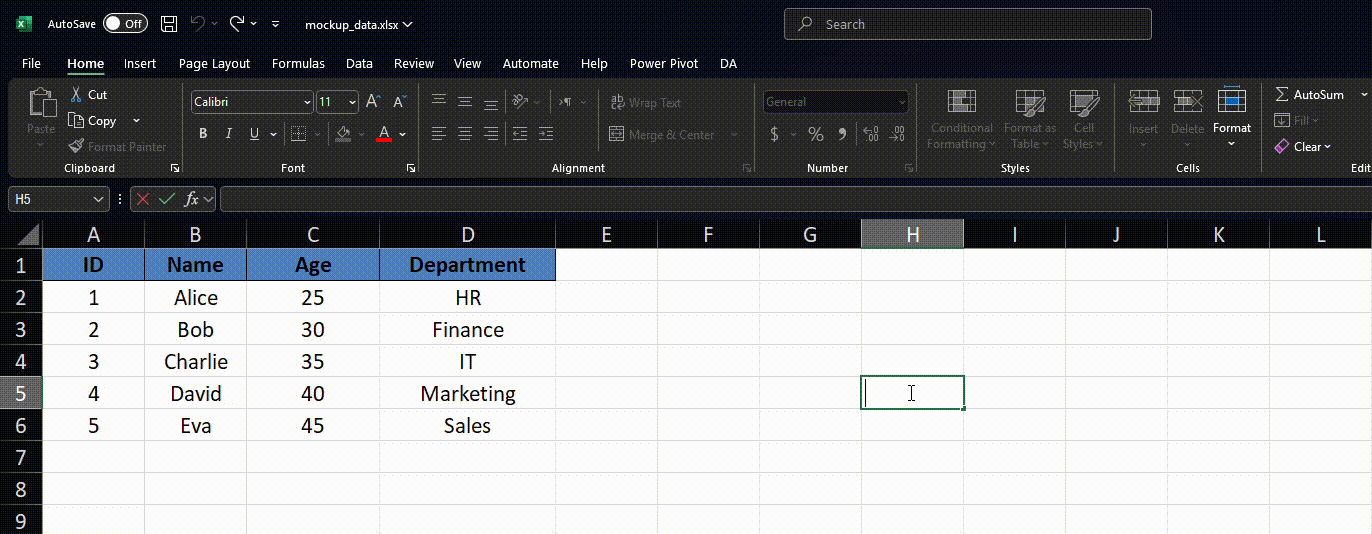 AutoSave Off mockup_data.xlsx Search
File Home Insert Page Layout Formulas Data Review View Automate Help Power Pivot DA
Paste
Cut
Copy
Format Painter
Clipboard
Calibri 11
B I U A
Font
Wrap Text
Merge & Center
Alignment
General
$ % 9
Number
Conditional Formatting
Format as Table
Cell Styles
Styles
Insert
Delete
Format
Cells
AutoSum
Fill
Clear
Edit
H5 fx
A B C D E F G H I J K L
1 ID Name Age Department
2 1 Alice 25 HR
3 2 Bob 30 Finance
4 3 Charlie 35 IT
5 4 David 40 Marketing
6 5 Eva 45 Sales
7
8
9